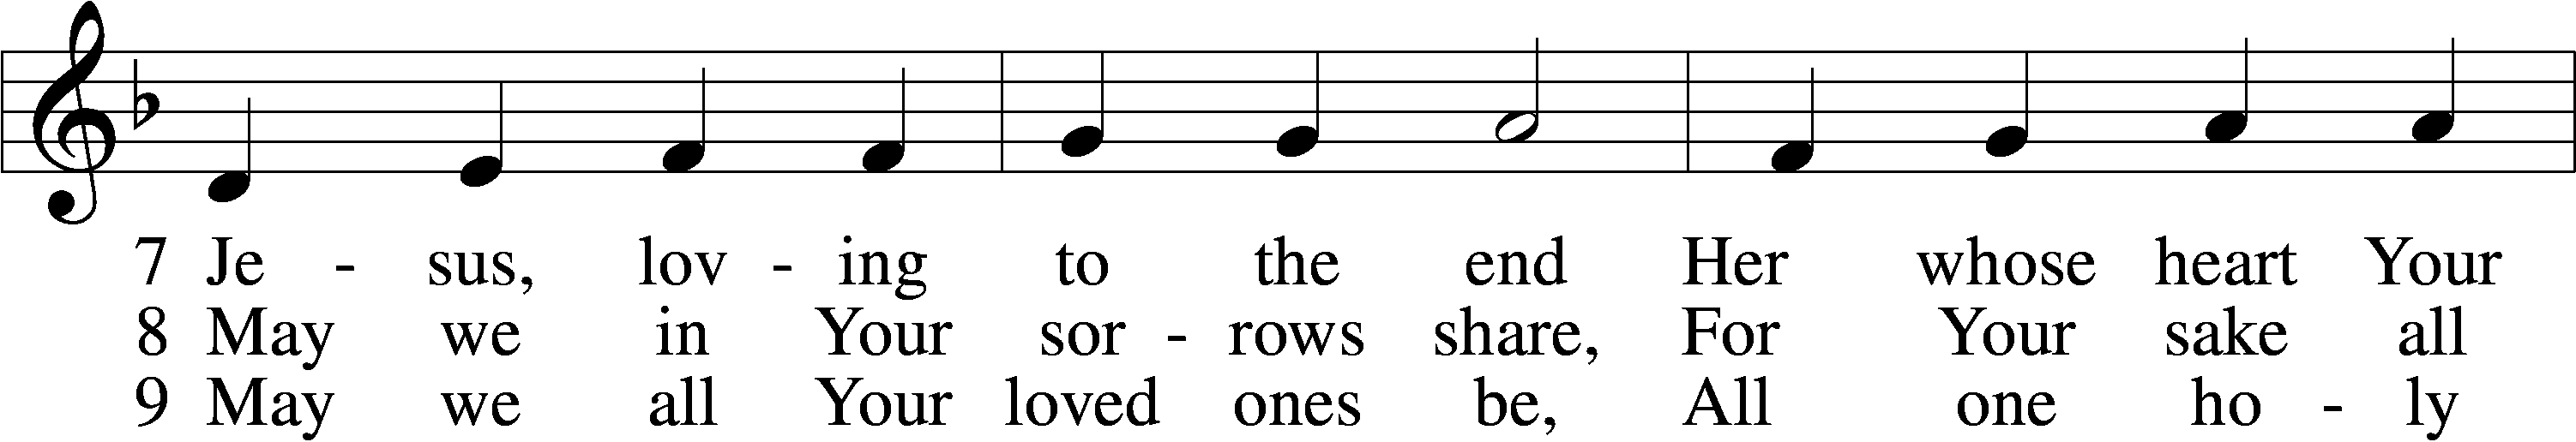 7 Je - sus, lov - ing to the end Her whose heart Your
8 May we in Your sor - rows share, For Your sake all
9 May we all Your loved ones be, All one ho - ly